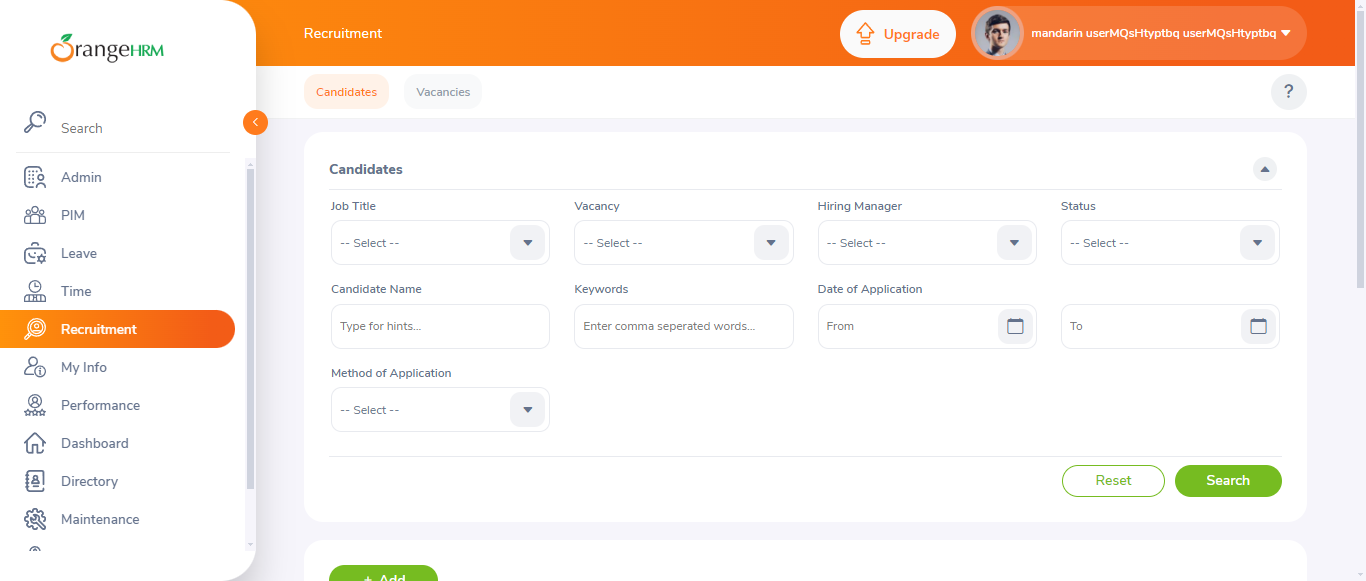 OrangeHRM
Recruitment
Upgrade
mandarin userMQsHtyptbq userMQsHtyptbq
Candidates
Vacancies
?
Search
Admin
PIM
Leave
Time
Recruitment
My Info
Performance
Dashboard
Directory
Maintenance
Candidates
Job Title
Vacancy
Hiring Manager
Status
-- Select --
-- Select --
-- Select --
-- Select --
Candidate Name
Keywords
Date of Application
Type for hints...
Enter comma seperated words...
From
To
Method of Application
-- Select --
Reset
Search
+ Add